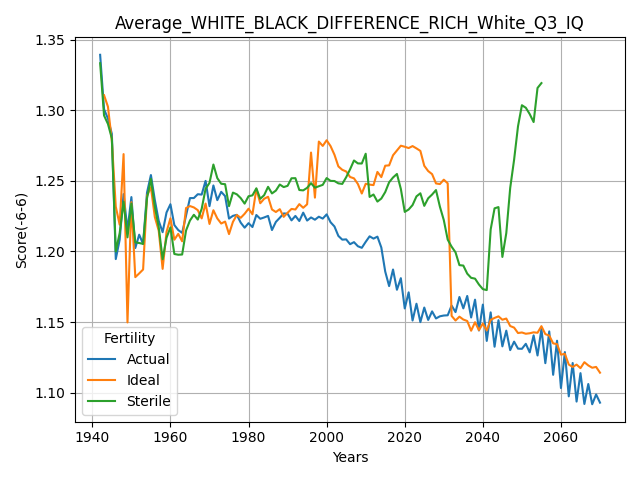 Average_WHITE_BLACK_DIFFERENCE_RICH_White_Q3_IQ
Score(-6-6)
1.35
1.30
1.25
1.20
1.15
1.10
Fertility
Actual
Ideal
Sterile
1940
1960
1980
2000
2020
2040
2060
Years